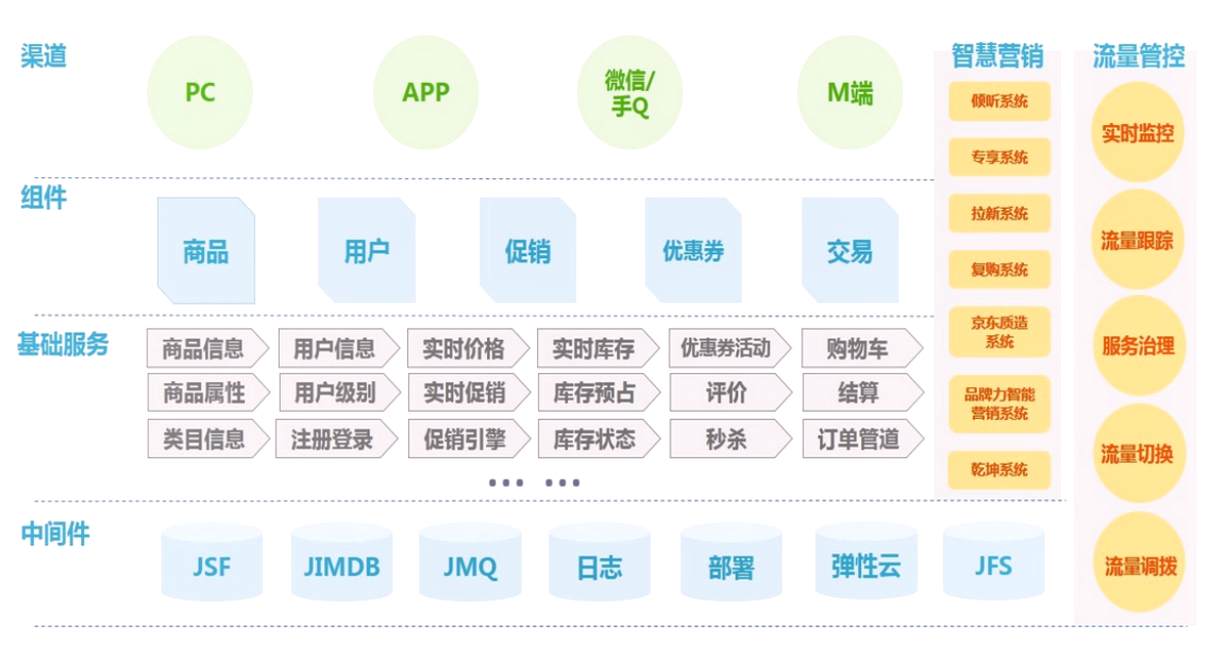 渠道
PC
APP
微信/
手Q
M端
组件
商品
用户
促销
优惠券
交易
基础服务
商品信息
用户信息
实时价格
实时库存
优惠券活动
购物车
商品属性
用户级别
实时促销
库存预占
评价
结算
类目信息
注册登录
促销引擎
库存状态
秒杀
订单管道
... ...
中间件
JSF
JIMDB
JMQ
日志
部署
弹性云
JFS
智慧营销
倾听系统
专享系统
拉新系统
复购系统
京东质造
系统
品牌力智能
营销系统
乾坤系统
流量管控
实时监控
流量跟踪
服务治理
流量切换
流量调拨